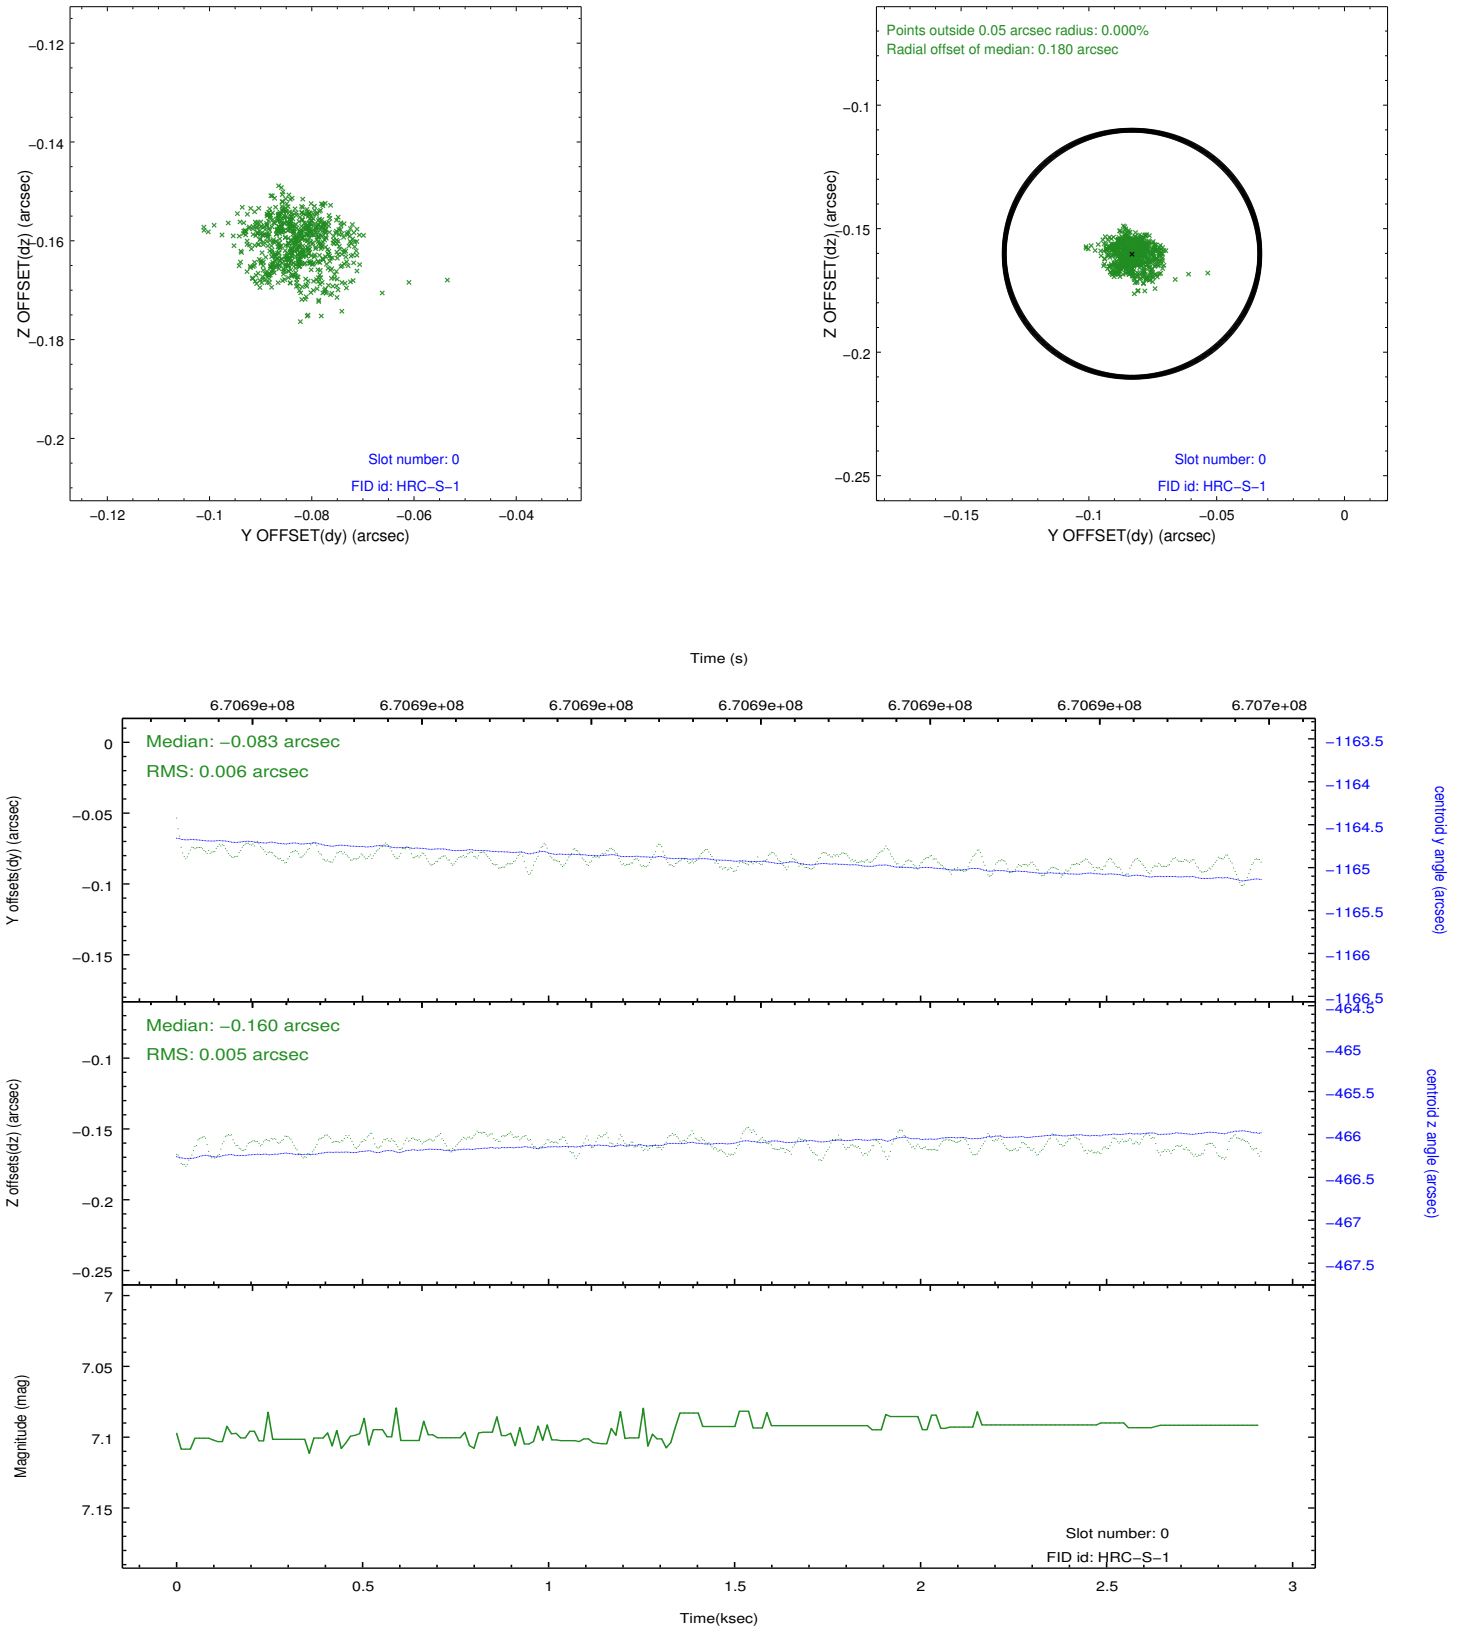 −0.12
−0.14
−0.16
−0.18
−0.2
Z OFFSET(dz) (arcsec)
Slot number: 0
FID id: HRC−S−1
−0.12 −0.1 −0.08 −0.06 −0.04
Y OFFSET(dy) (arcsec)
Points outside 0.05 arcsec radius: 0.000%
Radial offset of median: 0.180 arcsec
−0.1
−0.15
−0.2
−0.25
Z OFFSET(dz) (arcsec)
Slot number: 0
FID id: HRC−S−1
−0.15 −0.1 −0.05 0
Y OFFSET(dy) (arcsec)
Time (s)
6.7069e+08 6.7069e+08 6.7069e+08 6.7069e+08 6.7069e+08 6.7069e+08 6.707e+08
Median: −0.083 arcsec
RMS: 0.006 arcsec
0
−0.05
−0.1
−0.15
Y offsets(dy) (arcsec)
−1163.5
−1164
−1164.5
−1165
−1165.5
−1166
−1166.5
centroid y angle (arcsec)
Median: −0.160 arcsec
RMS: 0.005 arcsec
−0.1
−0.15
−0.2
−0.25
Z offsets(dz) (arcsec)
−464.5
−465
−465.5
−466
−466.5
−467
−467.5
centroid z angle (arcsec)
7
7.05
7.1
7.15
Magnitude (mag)
Slot number: 0
FID id: HRC−S−1
0 0.5 1 1.5 2 2.5 3
Time(ksec)